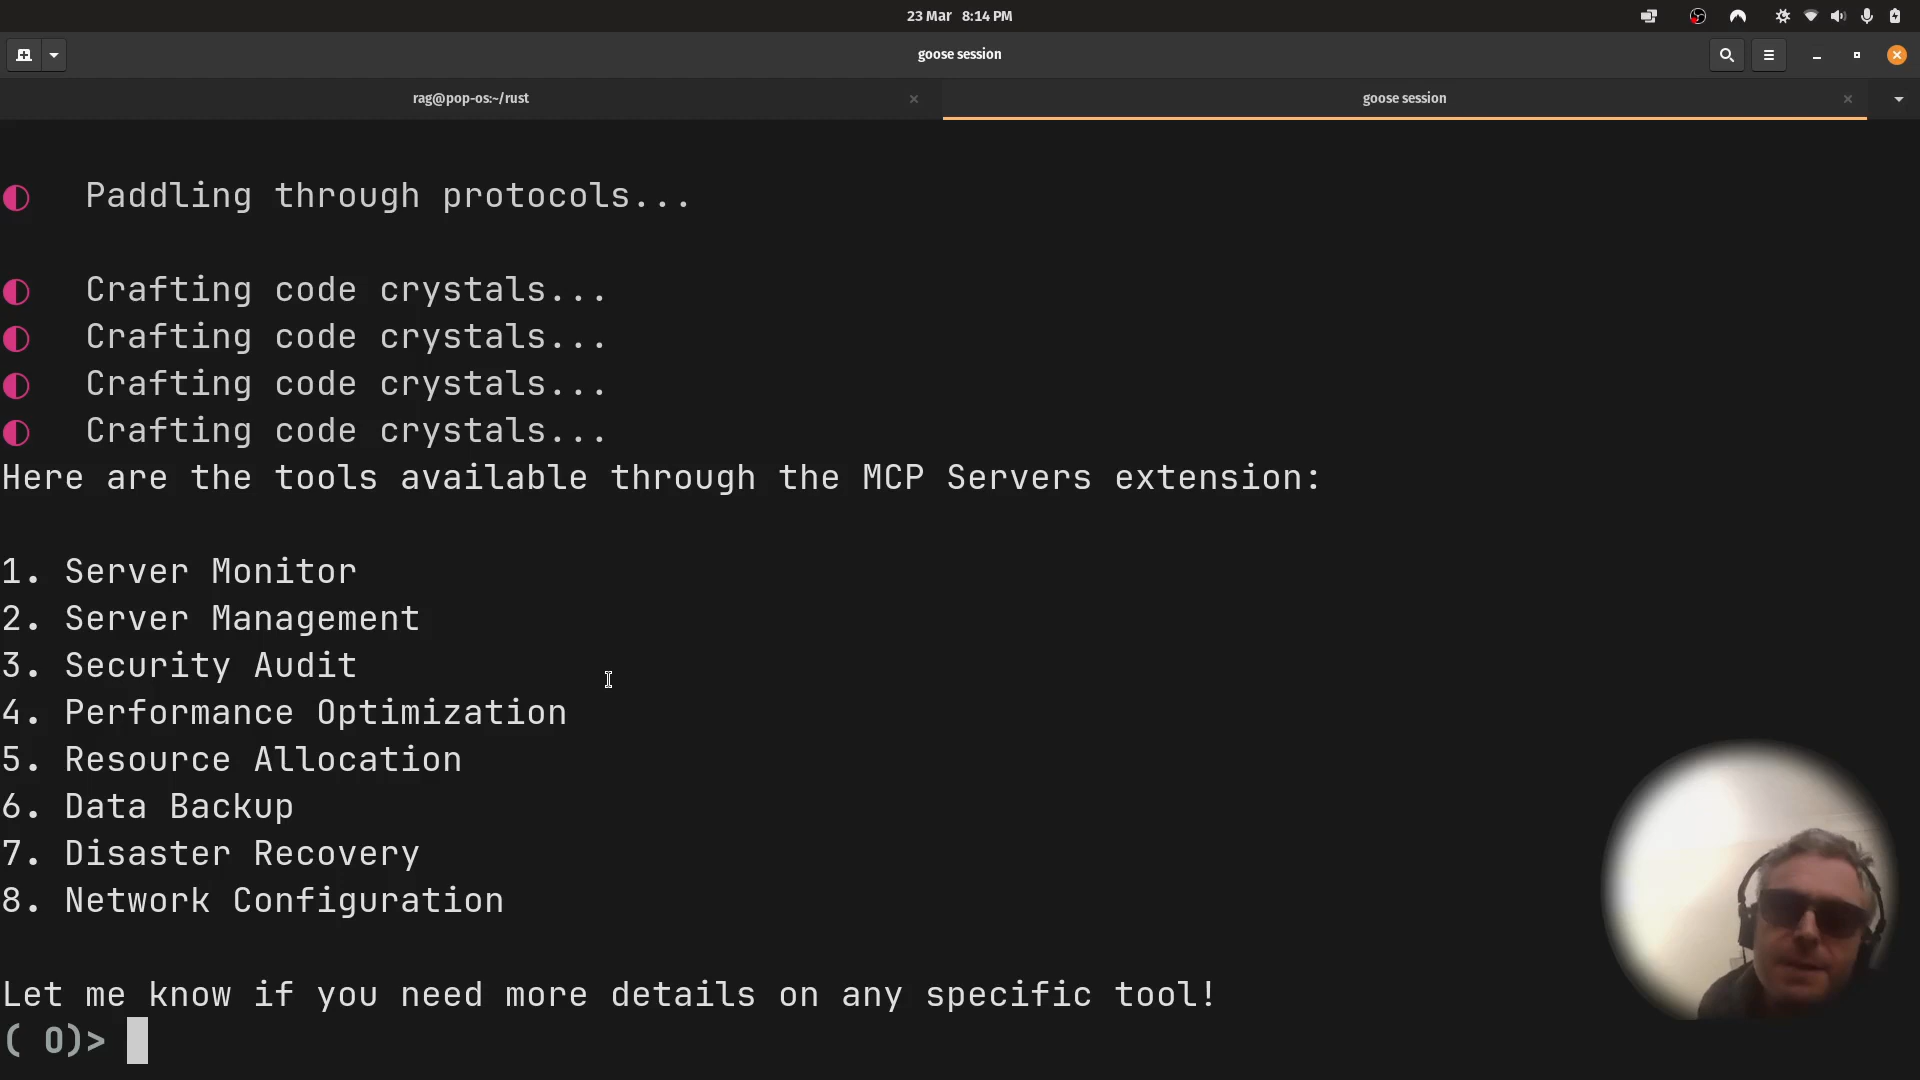 23 Mar 8:14 PM
goose session
rag@pop-os:~/rust
goose session
Paddling through protocols...
Crafting code crystals...
Crafting code crystals...
Crafting code crystals...
Crafting code crystals...
Here are the tools available through the MCP Servers extension:
1. Server Monitor
2. Server Management
3. Security Audit
4. Performance Optimization
5. Resource Allocation
6. Data Backup
7. Disaster Recovery
8. Network Configuration
Let me know if you need more details on any specific tool!
( O)>